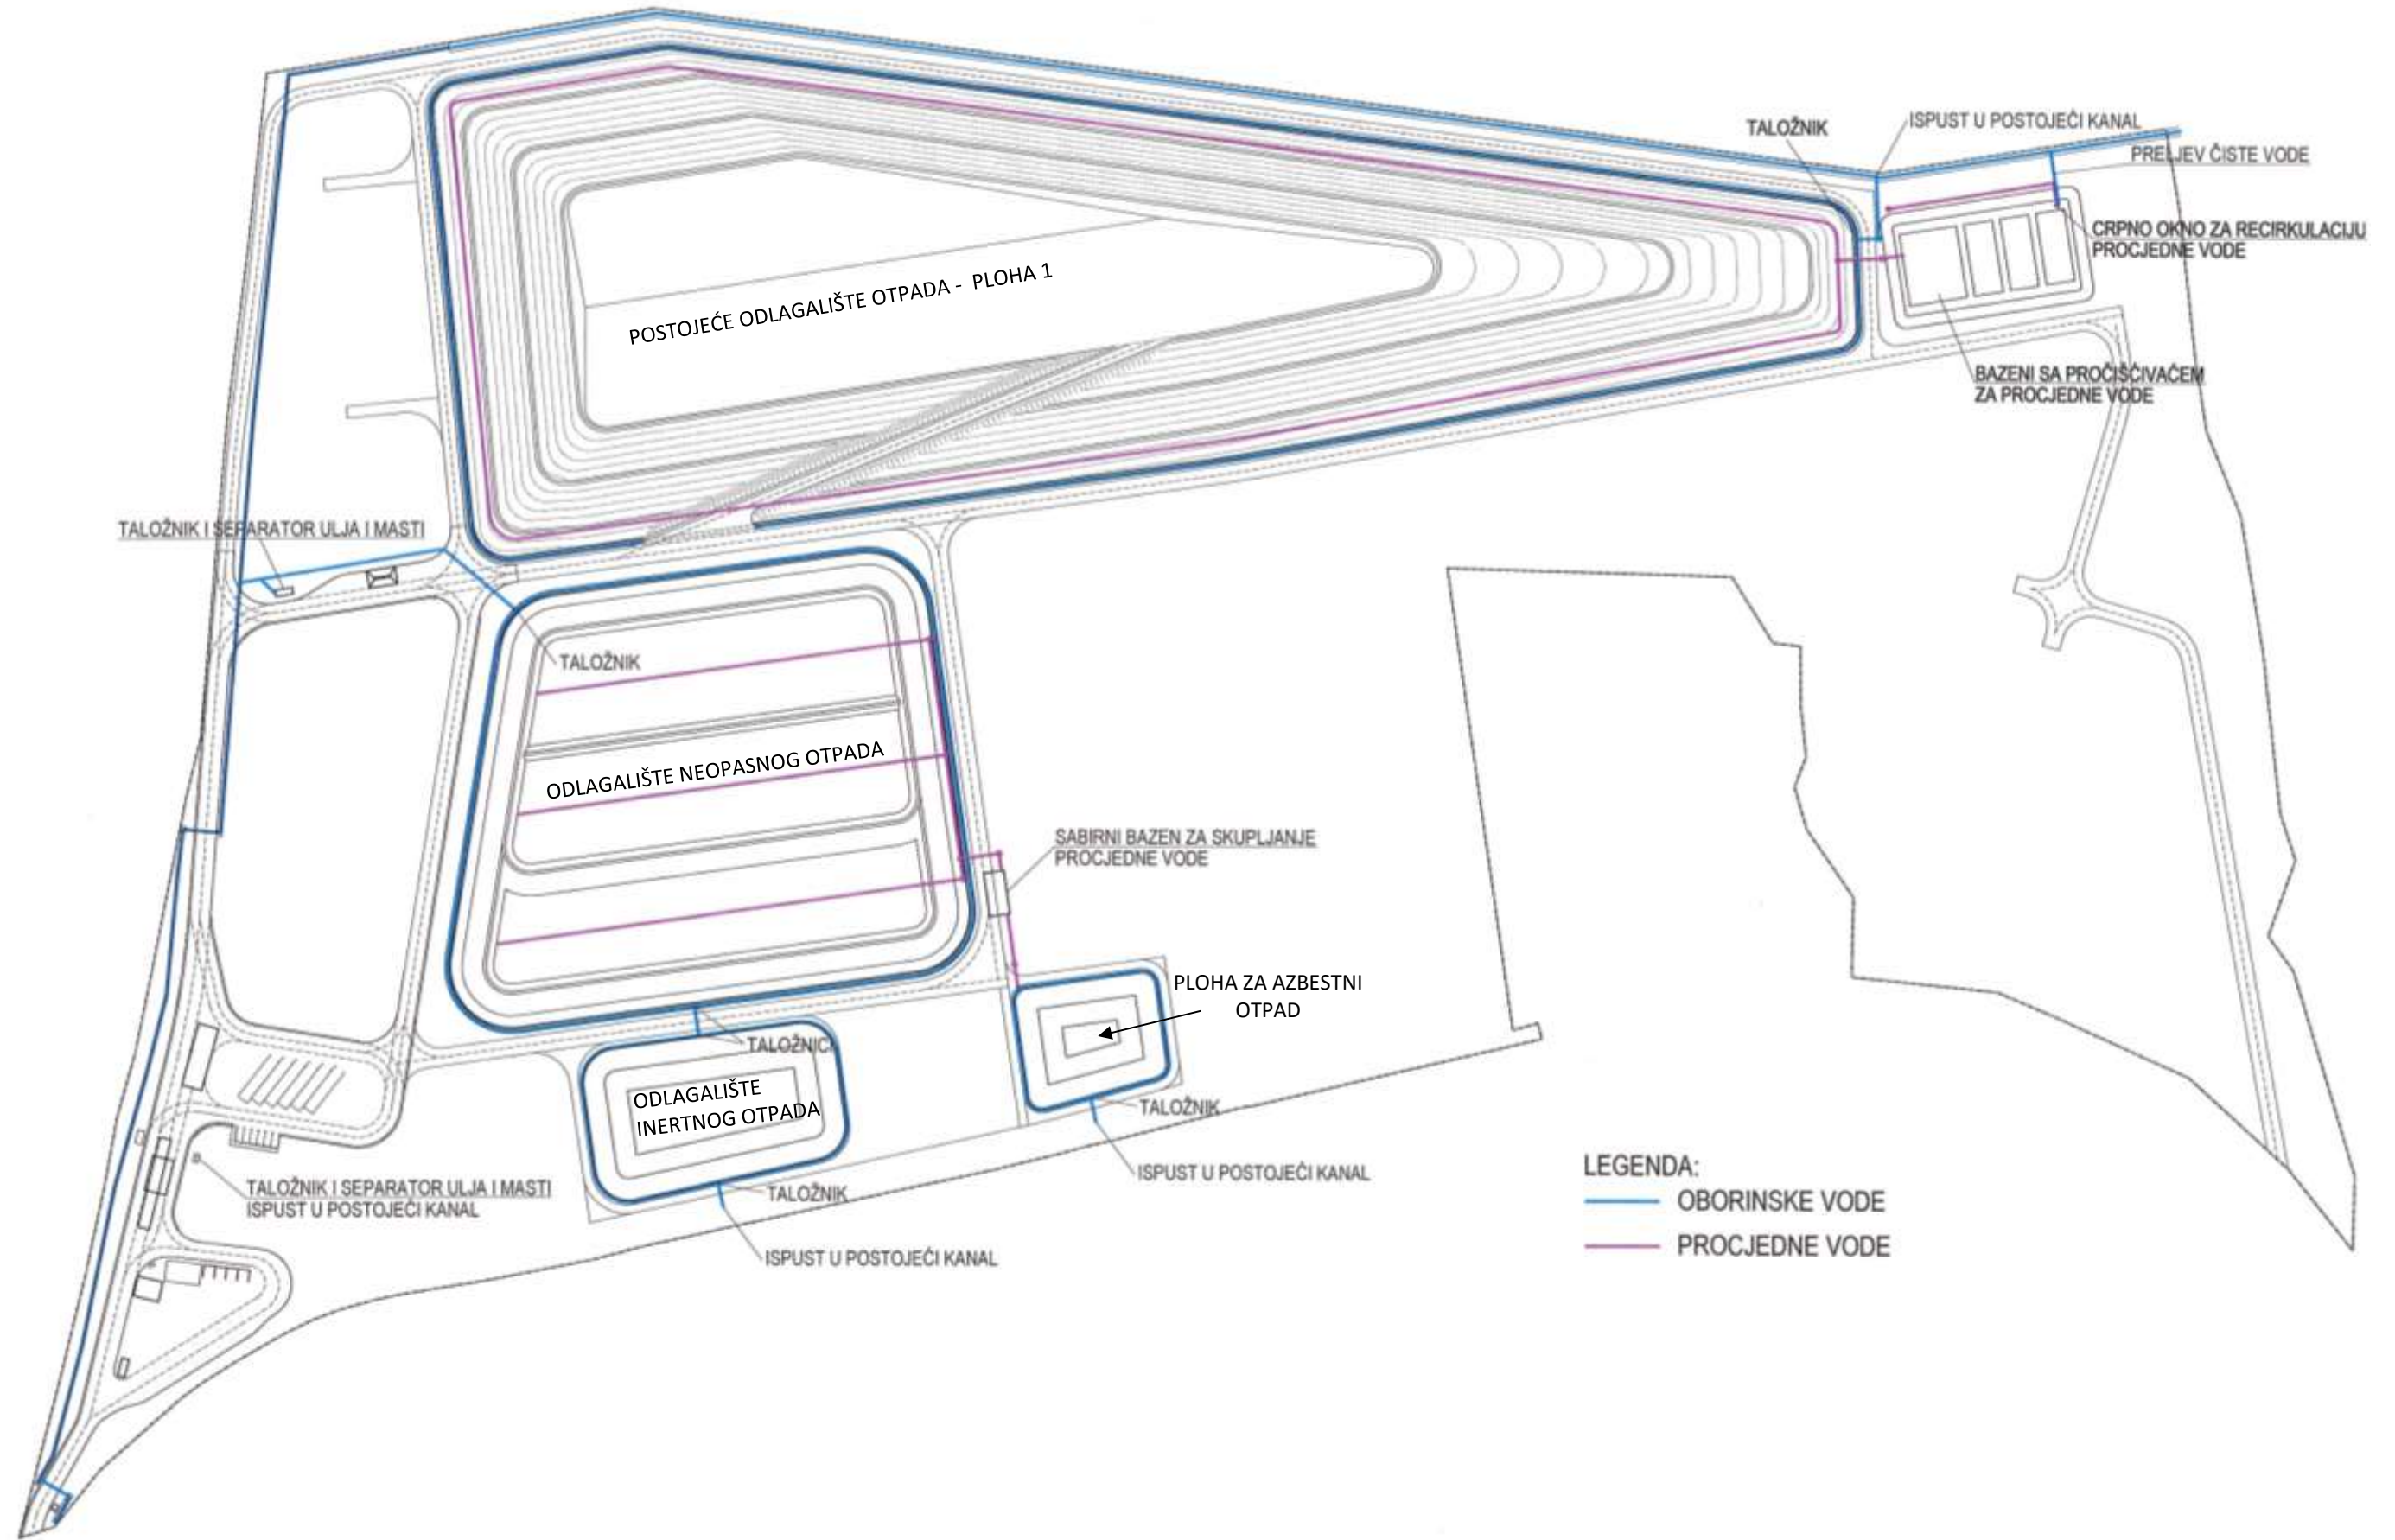 TALOŽNIK
ISPUST U POSTOJEĆI KANAL
PRELJEV ČISTE VODE
CRPNO OKNO ZA RECIRKULACIJU
PROCJEDNE VODE
POSTOJEĆE ODLAGALIŠTE OTPADA - PLOHA 1
BAZENI SA PROČIŠĆIVAČEM
ZA PROCJEDNE VODE
TALOŽNIK I SEPARATOR ULJA I MASTI
TALOŽNIK
ODLAGALIŠTE NEOPASNOG OTPADA
SABIRNI BAZEN ZA SKUPLJANJE
PROCJEDNE VODE
PLOHA ZA AZBESTNI
OTPAD
TALOŽNICI
ODLAGALIŠTE
INERTNOG OTPADA
TALOŽNIK
ISPUST U POSTOJEĆI KANAL
TALOŽNIK I SEPARATOR ULJA I MASTI
ISPUST U POSTOJEĆI KANAL
TALOŽNIK
ISPUST U POSTOJEĆI KANAL
LEGENDA:
OBORINSKE VODE
PROCJEDNE VODE